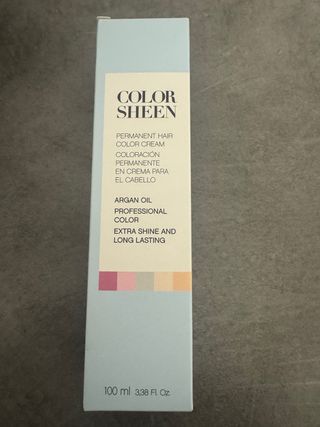 COLOR
SHEEN
PERMANENT HAIR
COLOR CREAM
COLORACIÓN
PERMANENTE
EN CREMA PARA
EL CABELLO
ARGAN OIL
PROFESSIONAL
COLOR
EXTRA SHINE AND
LONG LASTING
100 ml 3,38 Fl. Oz.